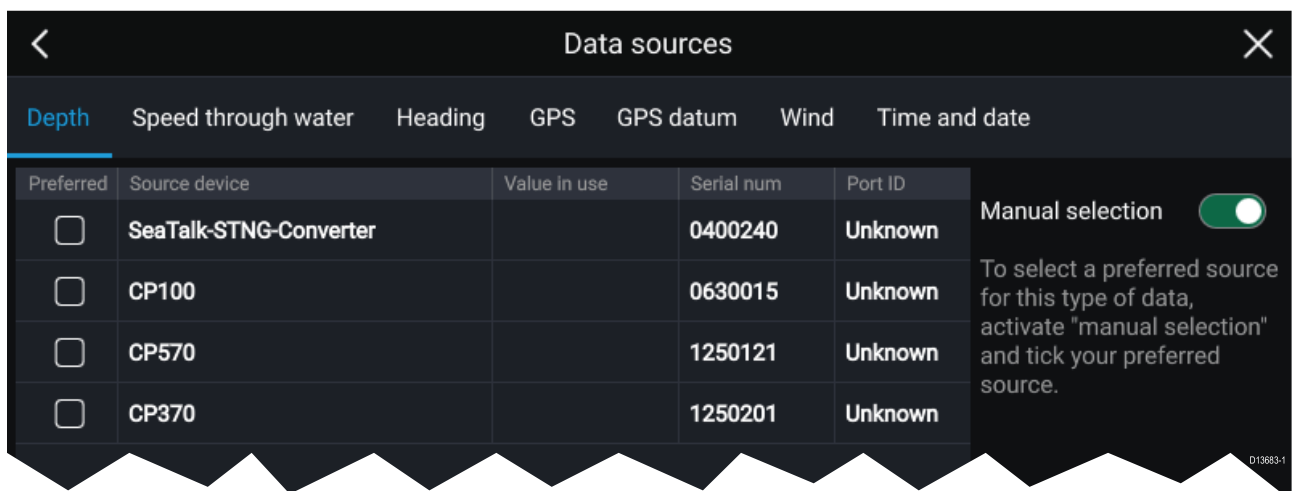 Data sources
Depth Speed through water Heading GPS GPS datum Wind Time and date
Preferred Source device Value in use Serial num Port ID
SeaTalk-STNG-Converter 0400240 Unknown
CP100 0630015 Unknown
CP570 1250121 Unknown
CP370 1250201 Unknown
Manual selection
To select a preferred source
for this type of data,
activate "manual selection"
and tick your preferred
source.
D13683-1